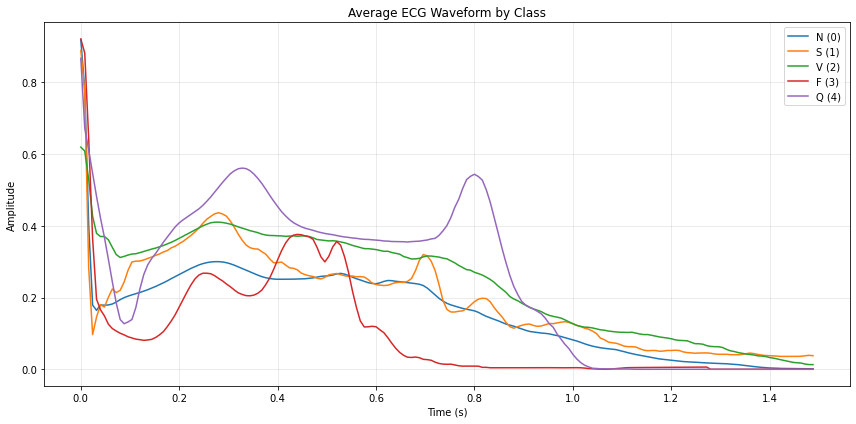 Average ECG Waveform by Class
N (0)
S (1)
V (2)
F (3)
Q (4)
Amplitude
0.8
0.6
0.4
0.2
0.0
0.0 0.2 0.4 0.6 0.8 1.0 1.2 1.4
Time (s)